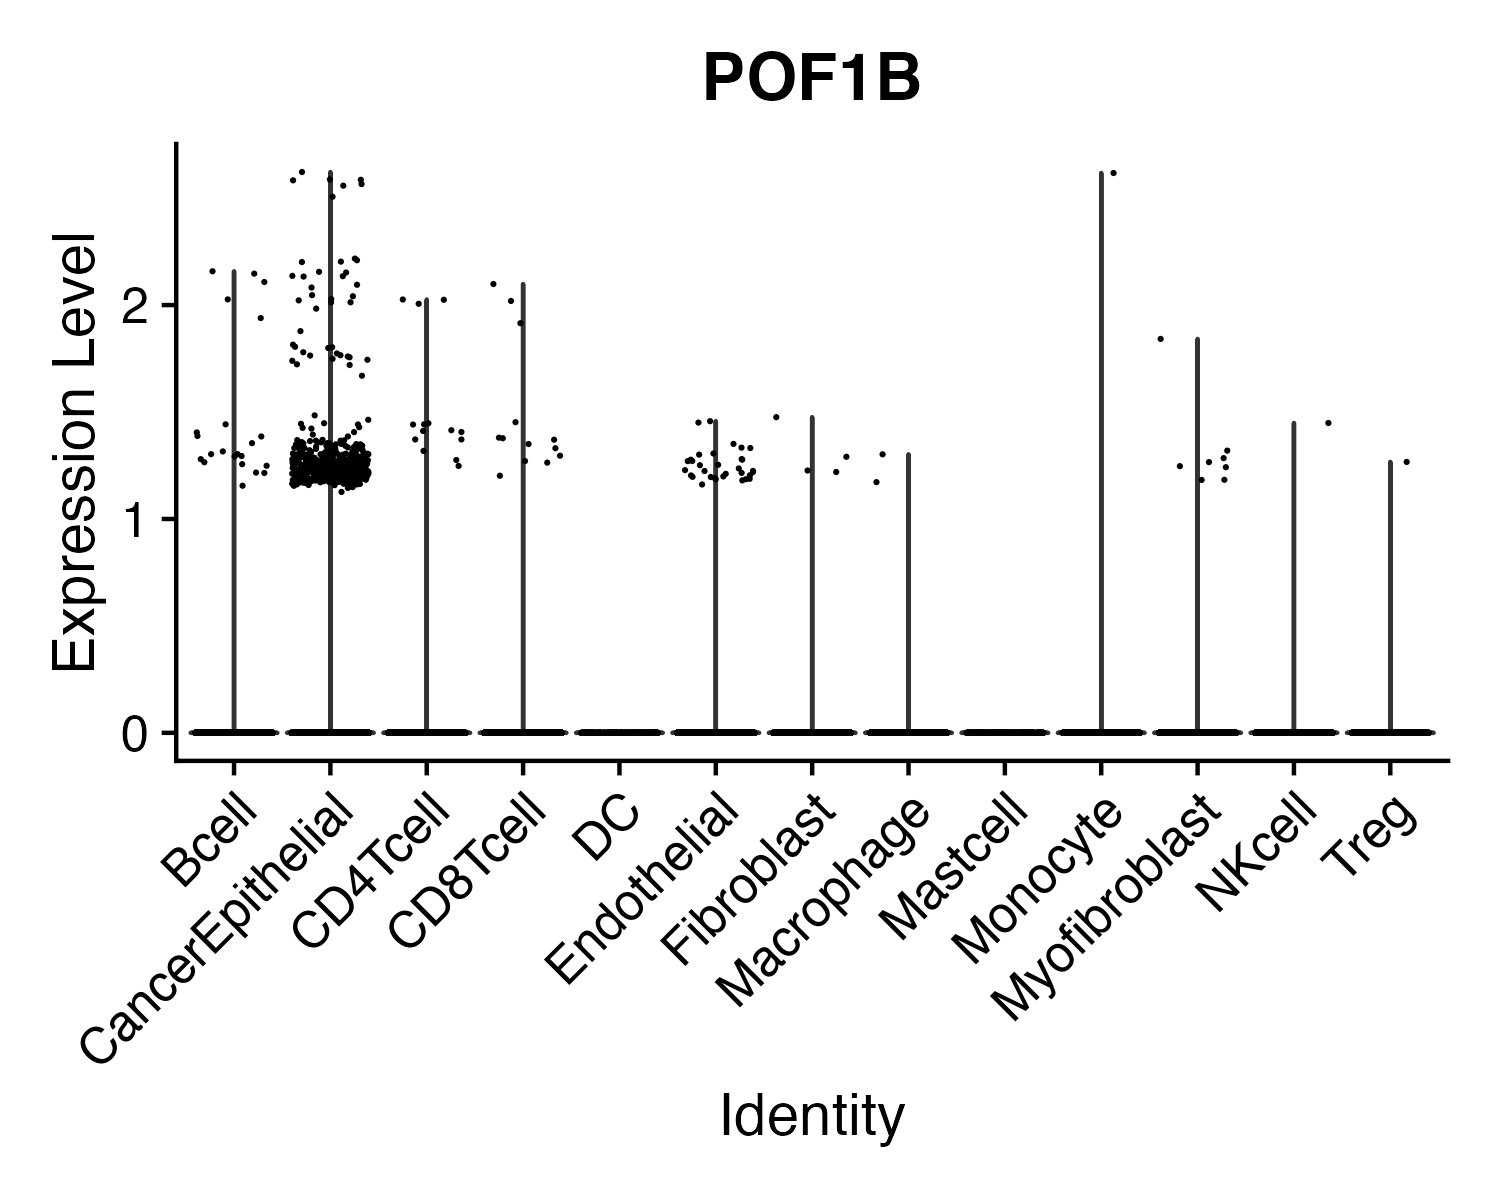 POF1B
Expression Level
2
1
0
Bcell
CancerEpithelial
CD4Tcell
CD8Tcell
DC
Endothelial
Fibroblast
Macrophage
Mastcell
Monocyte
Myofibroblast
NKcell
Treg
Identity